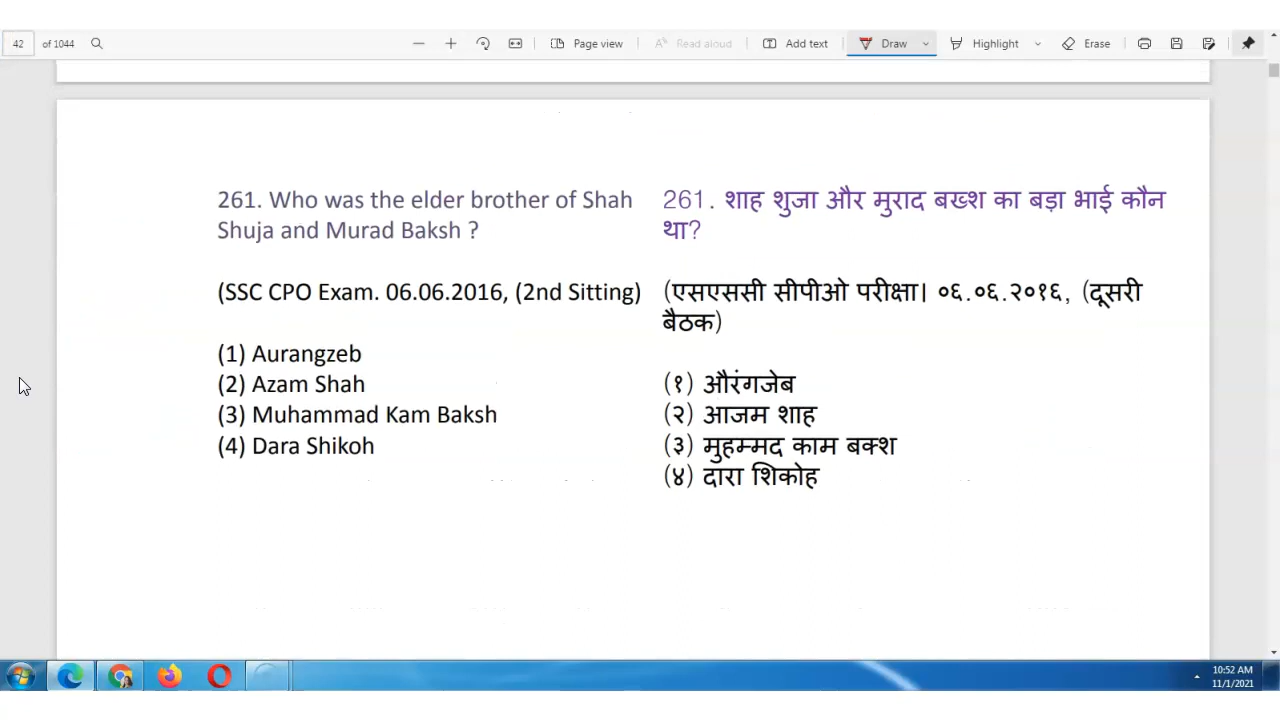 42 of 1044 Page view Read aloud Add text Draw Highlight Erase
261. Who was the elder brother of Shah
Shuja and Murad Baksh ?
(SSC CPO Exam. 06.06.2016, (2nd Sitting)
(1) Aurangzeb
(2) Azam Shah
(3) Muhammad Kam Baksh
(4) Dara Shikoh
261. शाह शुजा और मुराद बख्श का बड़ा भाई कौन
था?
(एसएससी सीपीओ परीक्षा। ०६.०६.२०१६, (दूसरी
बैठक)
(१) औरंगजेब
(२) आजम शाह
(३) मुहम्मद काम बक्श
(४) दारा शिकोह
10:52 AM
11/1/2021